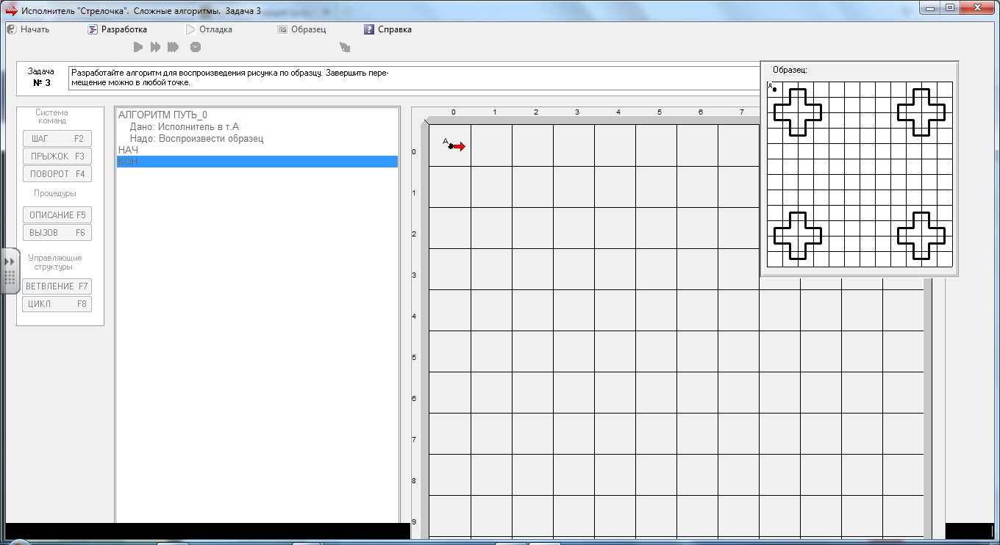 Исполнитель "Стрелочка". Сложные алгоритмы. Задача 3
Начать Разработка Отладка Образец Справка
Задача
№ 3
Разработайте алгоритм для воспроизведения рисунка по образцу. Завершить пере-
мещение можно в любой точке.
Система
команд
ШАГ F2
ПРЫЖОК F3
ПОВОРОТ F4
Процедуры
ОПИСАНИЕ F5
ВЫЗОВ F6
Управляющие
структуры
ВЕТВЛЕНИЕ F7
ЦИКЛ F8
АЛГОРИТМ ПУТЬ_0
Дано: Исполнитель в т.А
Надо: Воспроизвести образец
НАЧ
КОН
0 1 2 3 4 5 6 7
А
0
1
2
3
4
5
6
7
8
9
Образец:
А